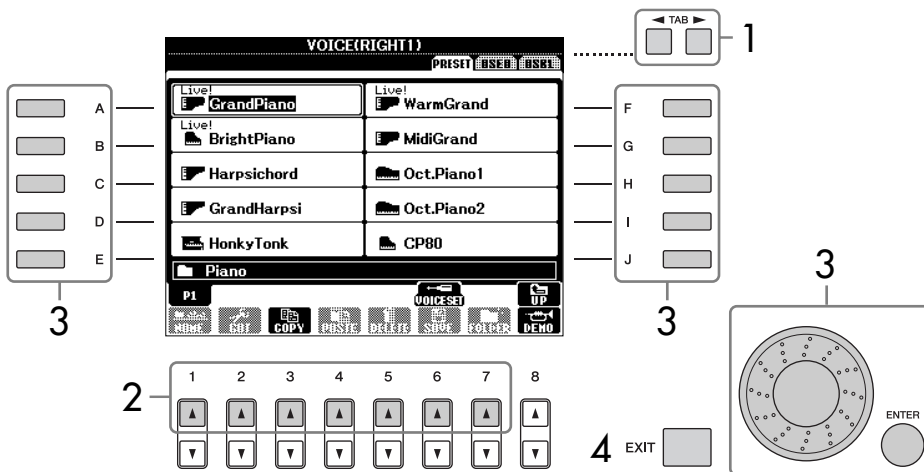 ◄ TAB ►
1
VOICE(RIGHT1)
PRESET USER USB1
A
B
C
D
E
3
Live!
GrandPiano
Live!
WarmGrand
Live!
BrightPiano
MidiGrand
Harpsichord
Oct.Piano1
GrandHarpsi
Oct.Piano2
HonkyTonk
CP80
Piano
P1
VOICESET
UP
NAME CUT COPY PASTE DELETE SAVE FOLDER DEMO
F
G
H
I
J
3
3
2
1 2 3 4 5 6 7 8
4 EXIT
ENTER